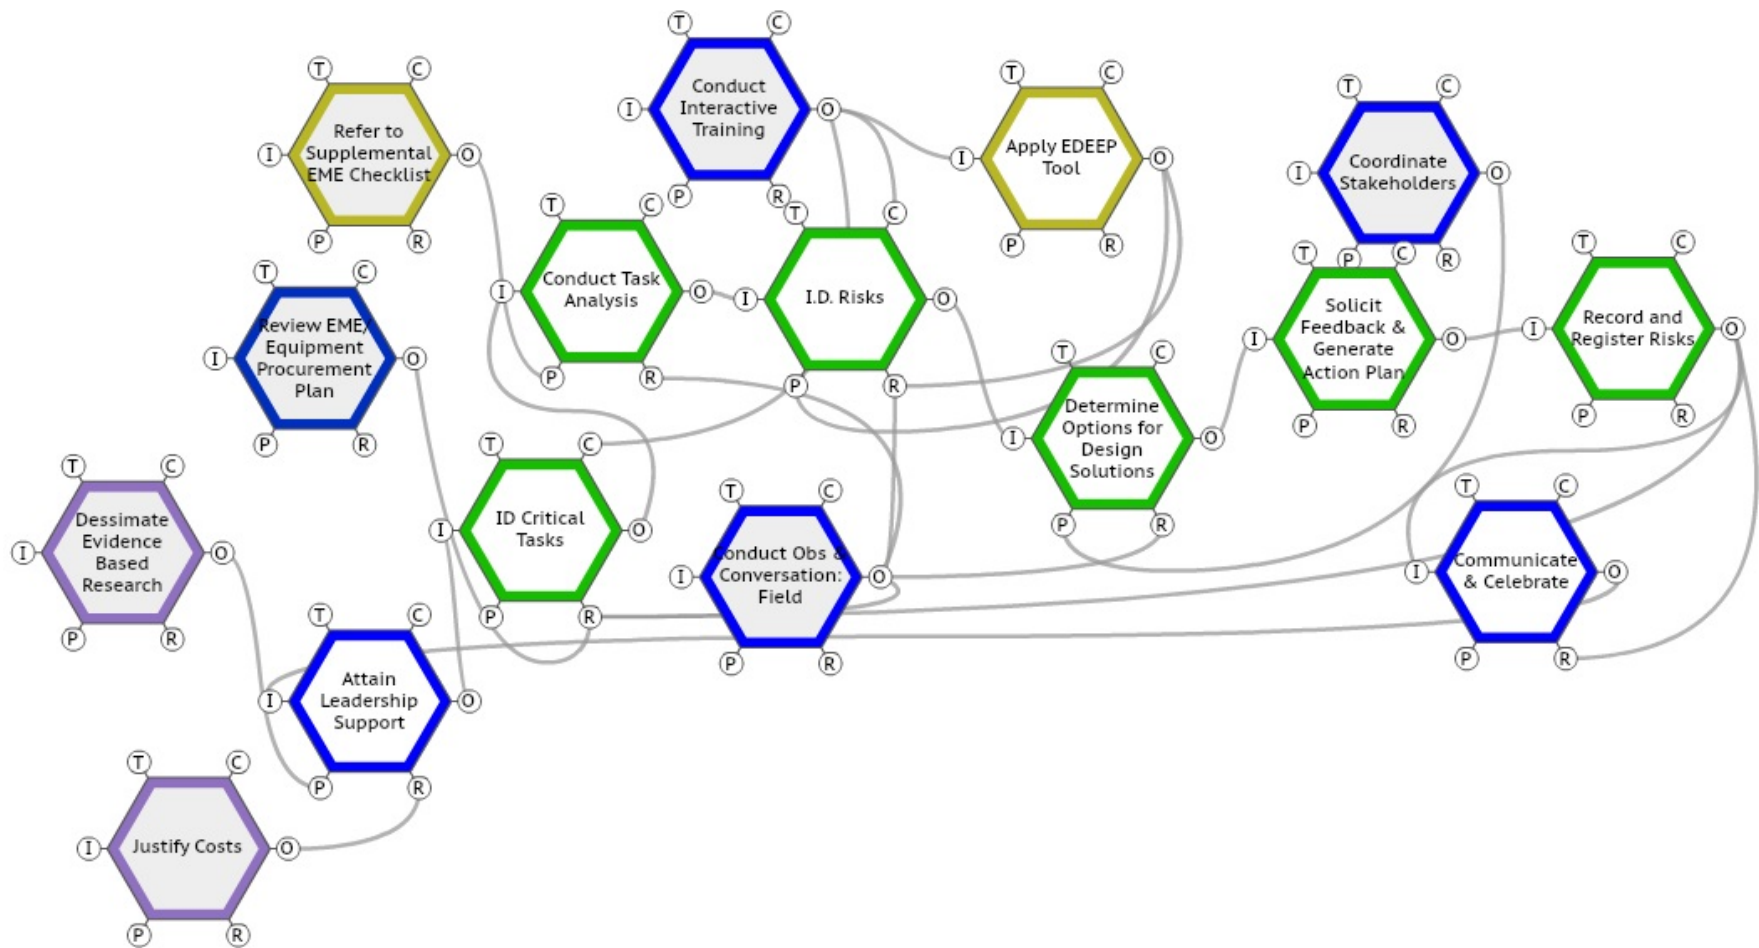 T
C
Conduct
Interactive
Training
I
O
P
R
T
C
Refer to
Supplemental
EME Checklist
I
O
P
R
T
C
Apply EDEEP
Tool
I
O
P
R
T
C
Coordinate
Stakeholders
I
O
P
R
T
C
Conduct Task
Analysis
I
O
P
R
T
C
I.D. Risks
I
O
P
R
T
C
Solicit
Feedback &
Generate
Action Plan
I
O
P
R
T
C
Record and
Register Risks
I
O
P
R
T
C
Review EME/
Equipment
Procurement
Plan
I
O
P
R
T
C
Determine
Options for
Design
Solutions
I
O
P
R
T
C
ID Critical
Tasks
I
O
P
R
T
C
Dessimate
Evidence
Based
Research
I
O
P
R
T
C
Conduct Obs &
Conversation:
Field
I
O
P
R
T
C
Communicate
& Celebrate
I
O
P
R
T
C
Attain
Leadership
Support
I
O
P
R
T
C
Justify Costs
I
O
P
R